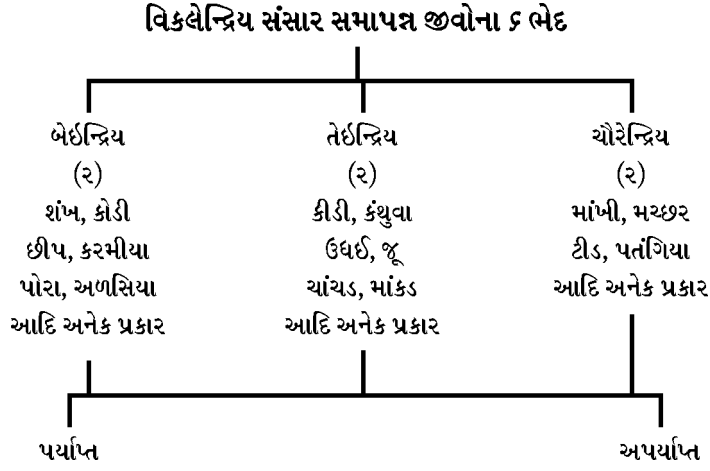 વિકલેન્દ્રિય સંસાર સમાપન્ન જીવોના ૬ ભેદ
બેઇન્દ્રિય તેઇન્દ્રિય ચૌરેન્દ્રિય
(૨) (૨) (૨)
શંખ, કોડી કીડી, કંથુવા માંખી, મચ્છર
છીપ, કરમીયા ઉધઈ, જૂ ટીડ, પતંગિયા
પોરા, અળસિયા ચાંચડ, માંકડ આદિ અનેક પ્રકાર
આદિ અનેક પ્રકાર આદિ અનેક પ્રકાર
પર્યાપ્ત અપર્યાપ્ત